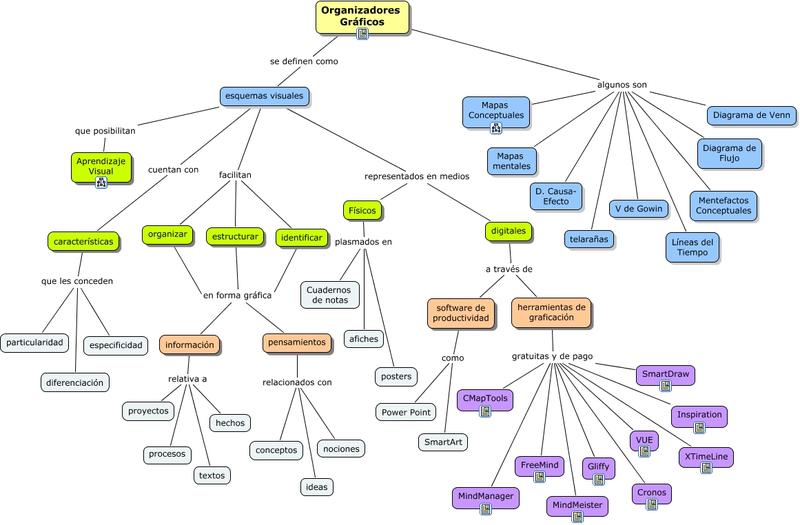 Organizadores
Gráficos
se definen como
algunos son
esquemas visuales
Mapas
Conceptuales
Diagrama de Venn
que posibilitan
Aprendizaje
Visual
cuentan con
facilitan
representados en medios
Mapas
mentales
D. Causa-
Efecto
telarañas
V de Gowin
Líneas del
Tiempo
Mentefactos
Conceptuales
Diagrama de
Flujo
características
organizar
estructurar
identificar
Físicos
digitales
que les conceden
particularidad
diferenciación
especificidad
en forma gráfica
información
pensamientos
relativa a
proyectos
procesos
textos
hechos
relacionados con
conceptos
ideas
nociones
plasmados en
Cuadernos
de notas
afiches
posters
a través de
software de
productividad
herramientas de
graficación
como
Power Point
SmartArt
gratuitas y de pago
CMapTools
MindManager
FreeMind
MindMeister
Gliffy
Cronos
VUE
XTimeLine
Inspiration
SmartDraw